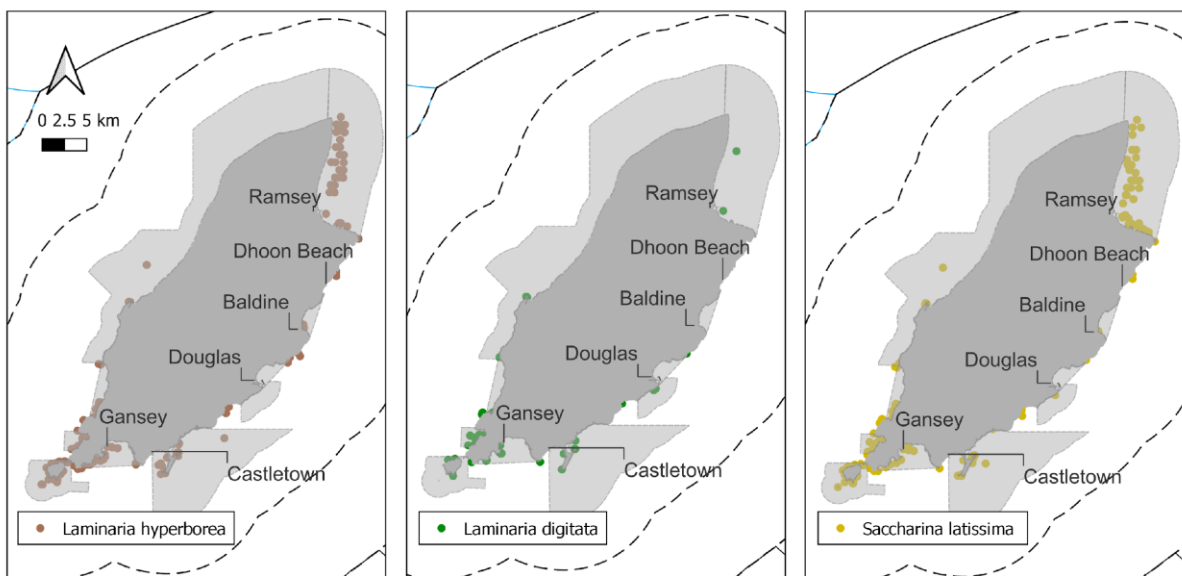 0 2.5 5 km
Ramsey
Dhoon Beach
Baldine
Douglas
Gansey
Castletown
Laminaria hyperborea
Ramsey
Dhoon Beach
Baldine
Douglas
Gansey
Castletown
Laminaria digitata
Ramsey
Dhoon Beach
Baldine
Douglas
Gansey
Castletown
Saccharina latissima